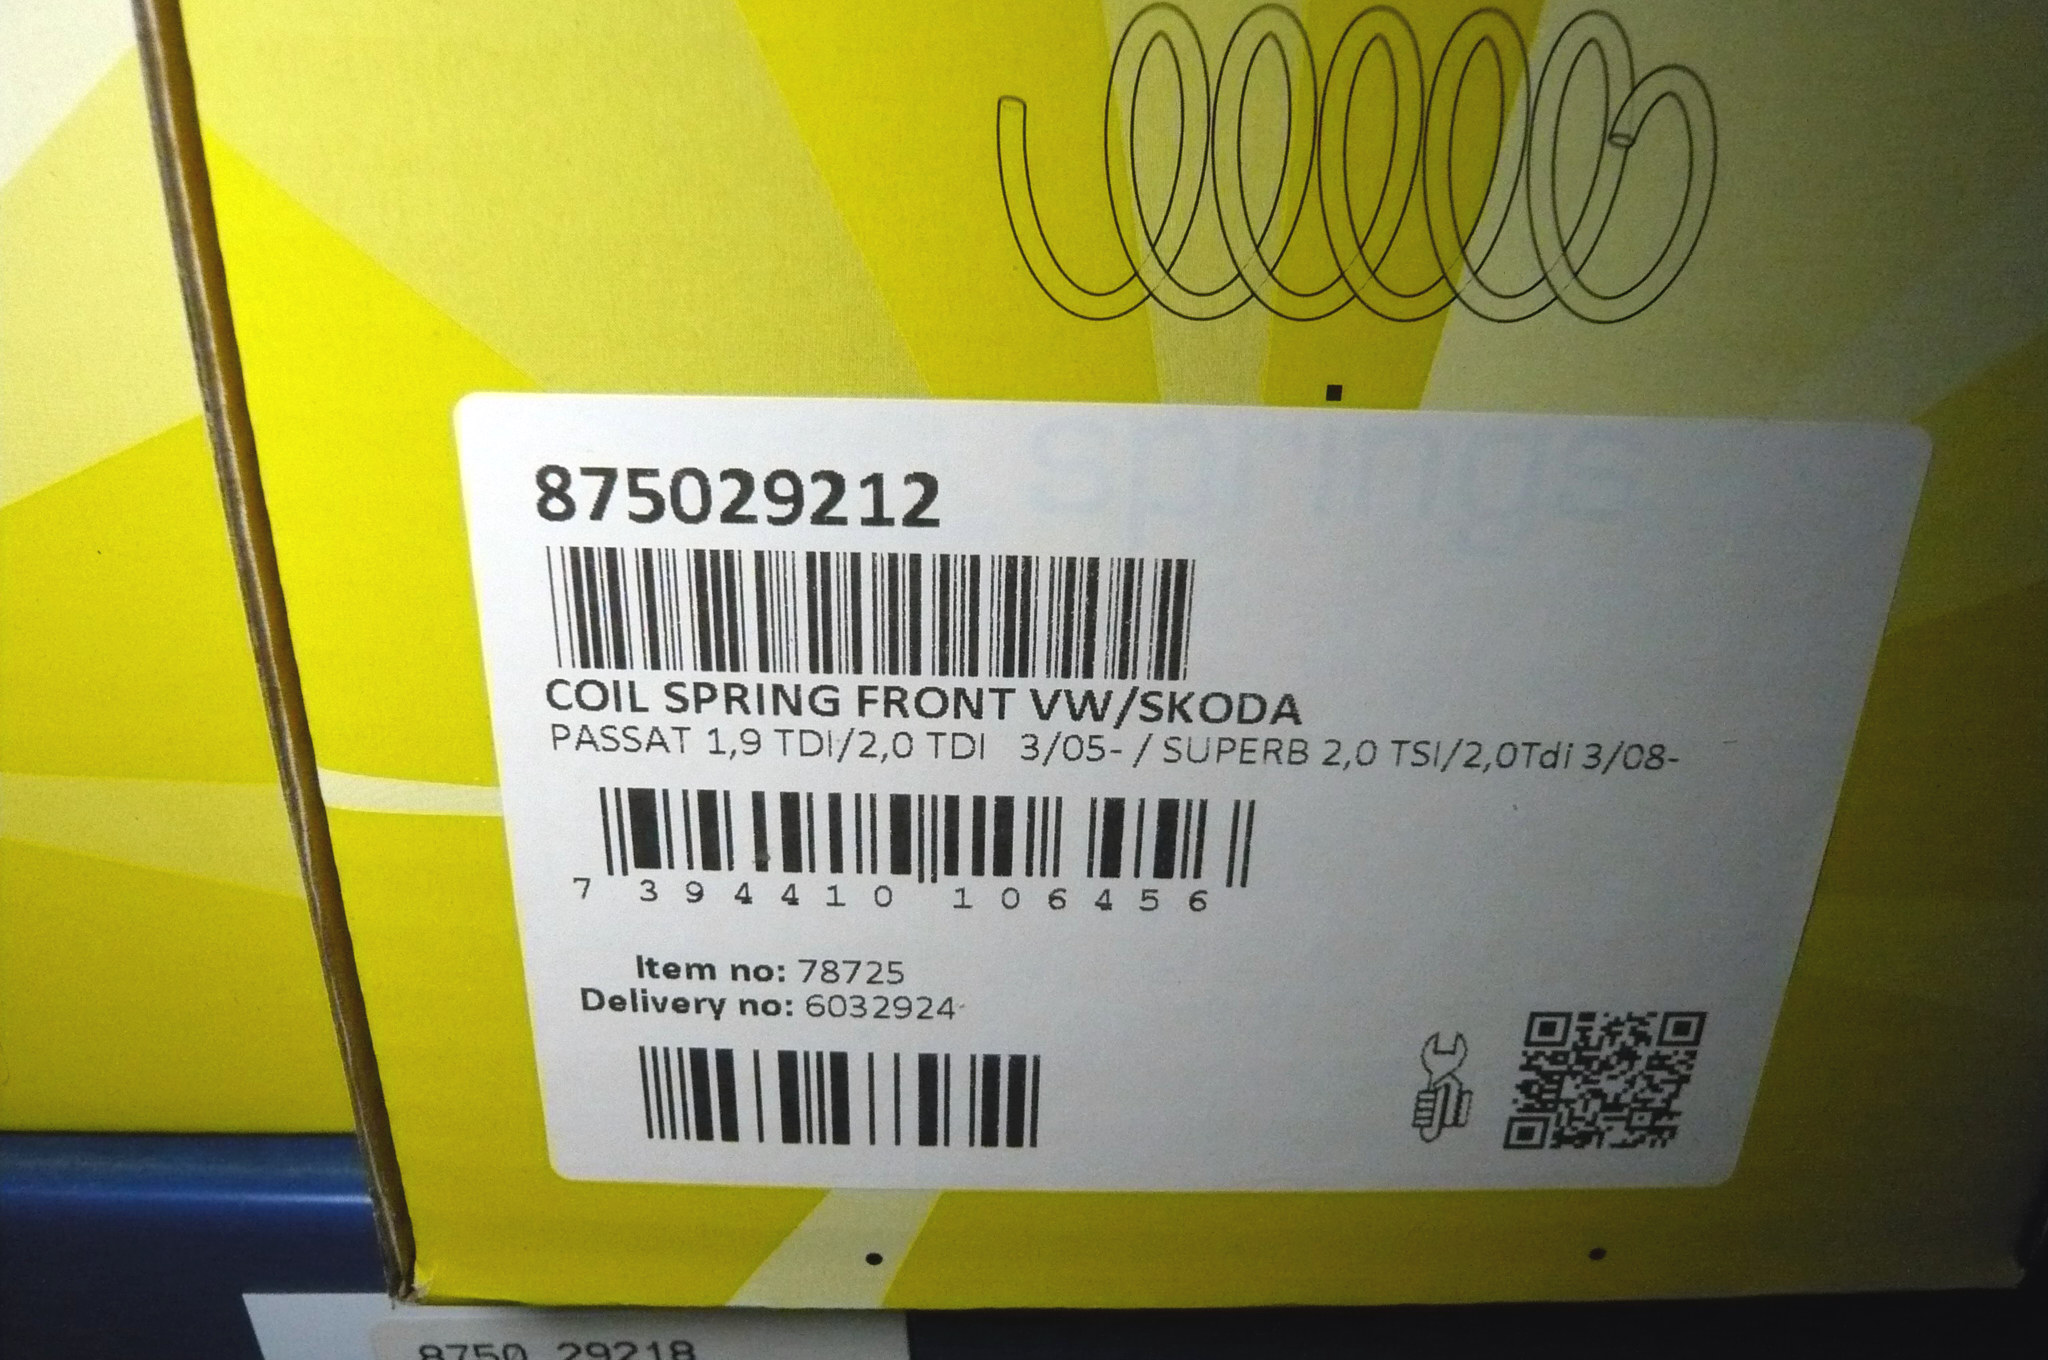 springs
875029212
COIL SPRING FRONT VW/SKODA
PASSAT 1,9 TDI/2,0 TDI 3/05- / SUPERB 2,0 TSI/2,0Tdi 3/08-
7 394410 106456
Item no: 78725
Delivery no: 6032924
8750 29218